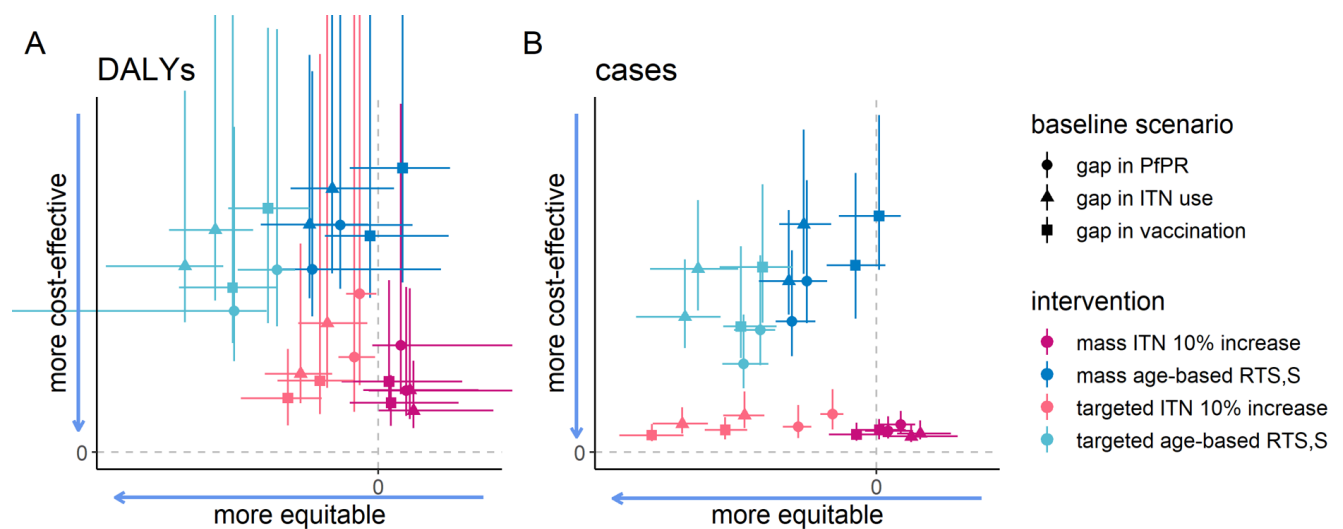 A
DALYs
more cost-effective
0
0
more equitable
B
cases
more cost-effective
0
0
more equitable
baseline scenario
gap in PfPR
gap in ITN use
gap in vaccination
intervention
mass ITN 10% increase
mass age-based RTS,S
targeted ITN 10% increase
targeted age-based RTS,S